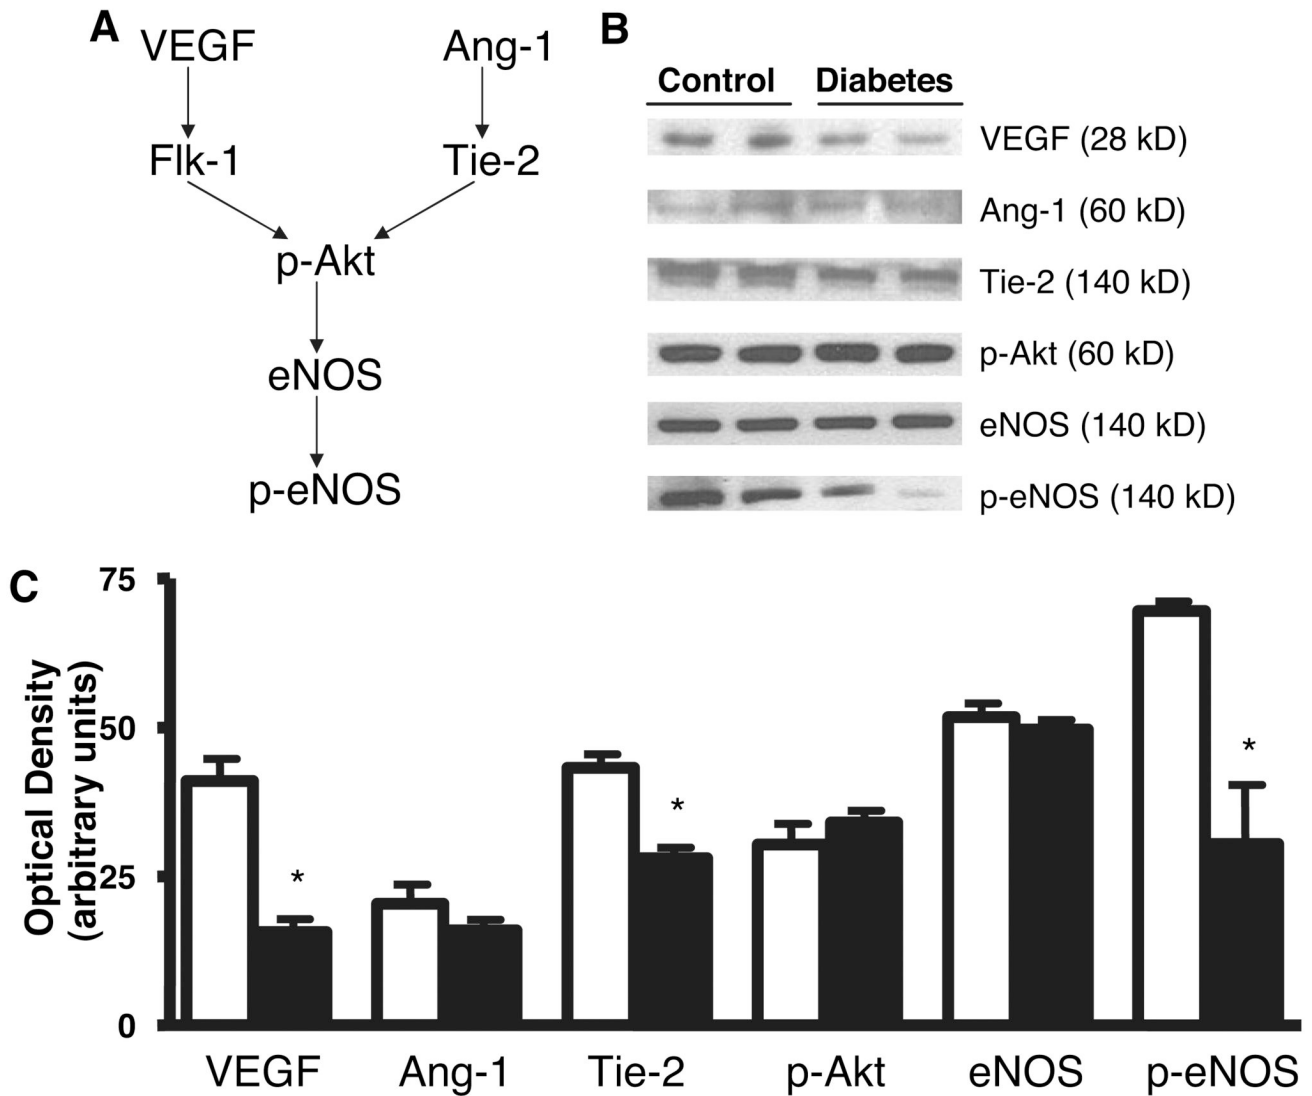 A
VEGF Ang-1
Flk-1 Tie-2
p-Akt
eNOS
p-eNOS
B
Control Diabetes
VEGF (28 kD)
Ang-1 (60 kD)
Tie-2 (140 kD)
p-Akt (60 kD)
eNOS (140 kD)
p-eNOS (140 kD)
C
Optical Density
(arbitrary units)
75
50
25
0
*
*
*
VEGF Ang-1 Tie-2 p-Akt eNOS p-eNOS